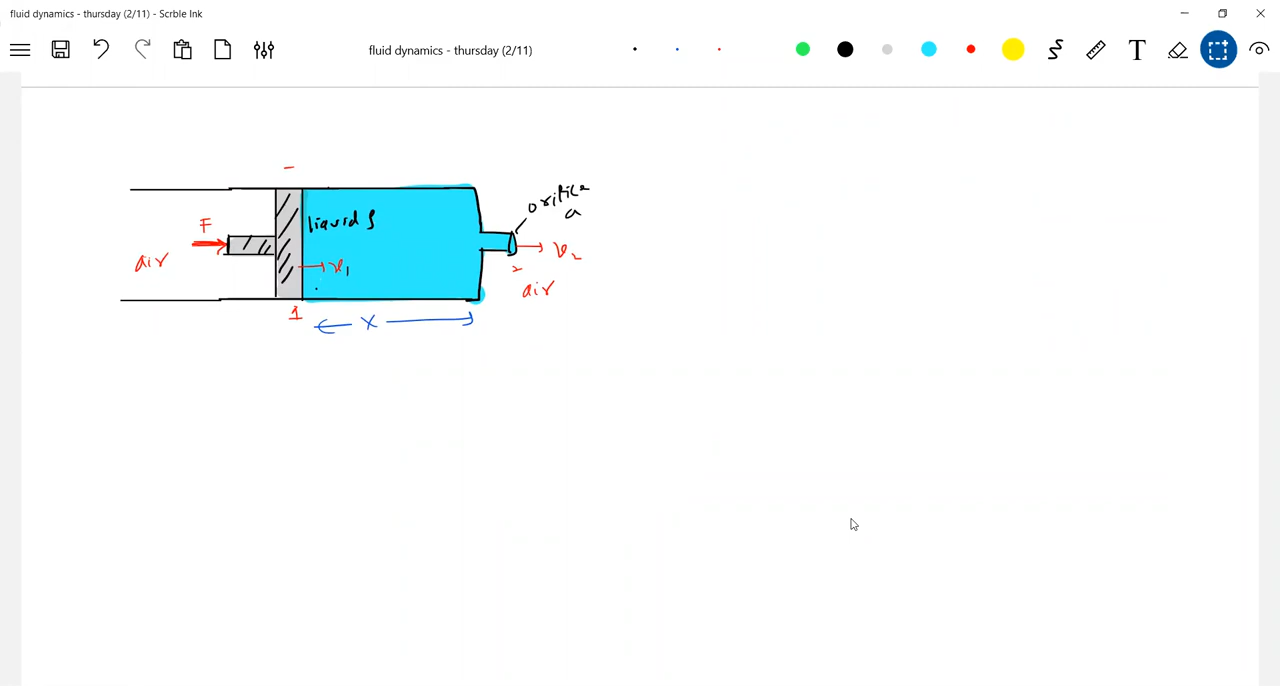 fluid dynamics - thursday (2/11) - Scrble Ink
fluid dynamics - thursday (2/11)
T
orifice
a
liquid ρ
F
air
v₁
v₂
2
air
1
x